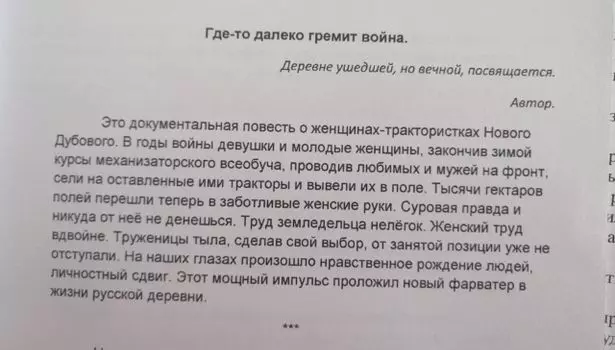 Где-то далеко гремит война.
Деревне ушедшей, но вечной, посвящается.
Автор.
Это документальная повесть о женщинах-трактористках Нового
Дубового. В годы войны девушки и молодые женщины, закончив зимой
курсы механизаторского всеобуча, проводив любимых и мужей на фронт,
сели на оставленные ими тракторы и вывели их в поле. Тысячи гектаров
полей перешли теперь в заботливые женские руки. Суровая правда и
никуда от неё не денешься. Труд земледельца нелёгок. Женский труд
вдвойне. Труженицы тыла, сделав свой выбор, от занятой позиции уже не
отступали. На наших глазах произошло нравственное рождение людей,
личностный сдвиг. Этот мощный импульс проложил новый фарватер в
жизни русской деревни.
***